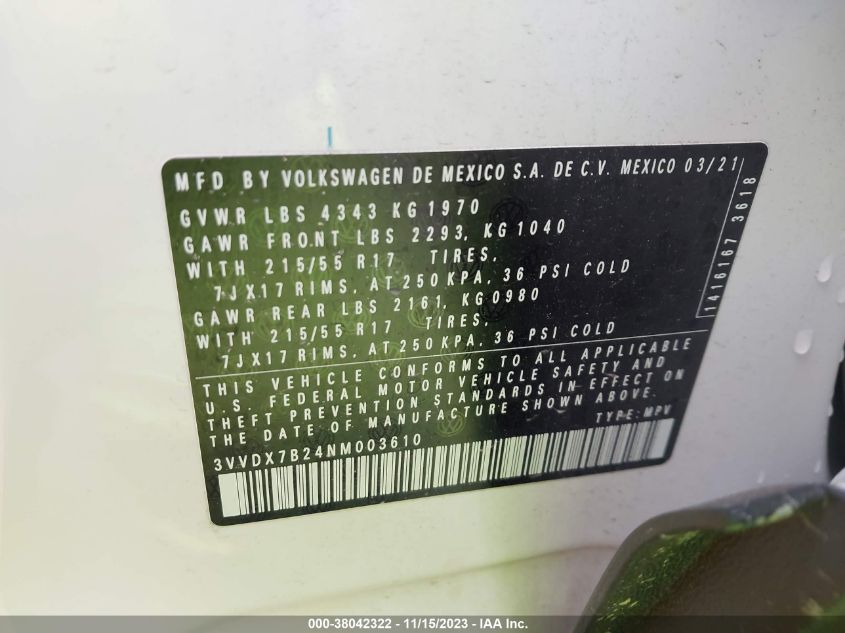 MFD BY VOLKSWAGEN DE MEXICO S.A. DE C.V. MEXICO 03/21
GVWR LBS 4343 KG 1970
GAWR FRONT LBS 2293, KG 1040
WITH 215/55 R17 TIRES,
7JX17 RIMS, AT 250 KPA, 36 PSI COLD
GAWR REAR LBS 2161, KG 0980
WITH 215/55 R17 TIRES,
7JX17 RIMS, AT 250 KPA, 36 PSI COLD
1416167 3618
THIS VEHICLE CONFORMS TO ALL APPLICABLE
U.S. FEDERAL MOTOR VEHICLE SAFETY AND
THEFT PREVENTION STANDARDS IN EFFECT ON
THE DATE OF MANUFACTURE SHOWN ABOVE.
TYPE: MPV
3VVDX7B24NM003610
000-38042322 - 11/15/2023 - IAA Inc.